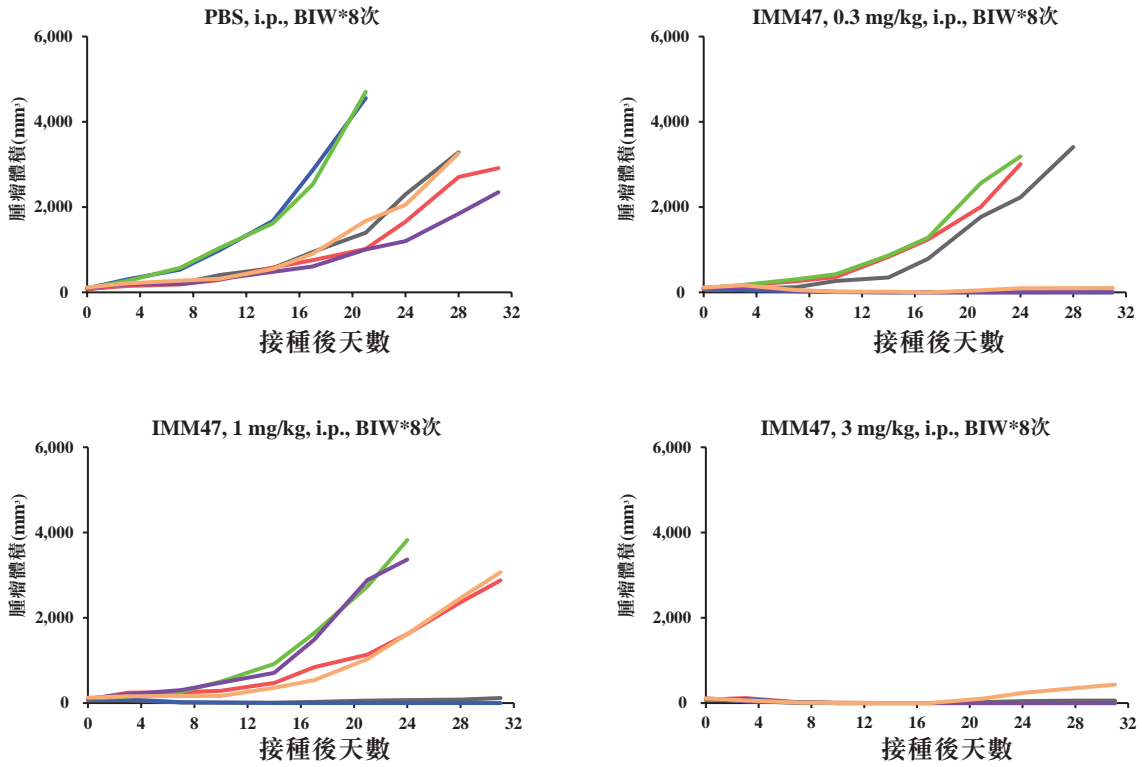 PBS, i.p., BIW*8次
6,000
4,000
2,000
0
腫瘤體積(mm³)
0 4 8 12 16 20 24 28 32
接種後天數
IMM47, 0.3 mg/kg, i.p., BIW*8次
6,000
4,000
2,000
0
腫瘤體積(mm³)
0 4 8 12 16 20 24 28 32
接種後天數
IMM47, 1 mg/kg, i.p., BIW*8次
6,000
4,000
2,000
0
腫瘤體積(mm³)
0 4 8 12 16 20 24 28 32
接種後天數
IMM47, 3 mg/kg, i.p., BIW*8次
6,000
4,000
2,000
0
腫瘤體積(mm³)
0 4 8 12 16 20 24 28 32
接種後天數